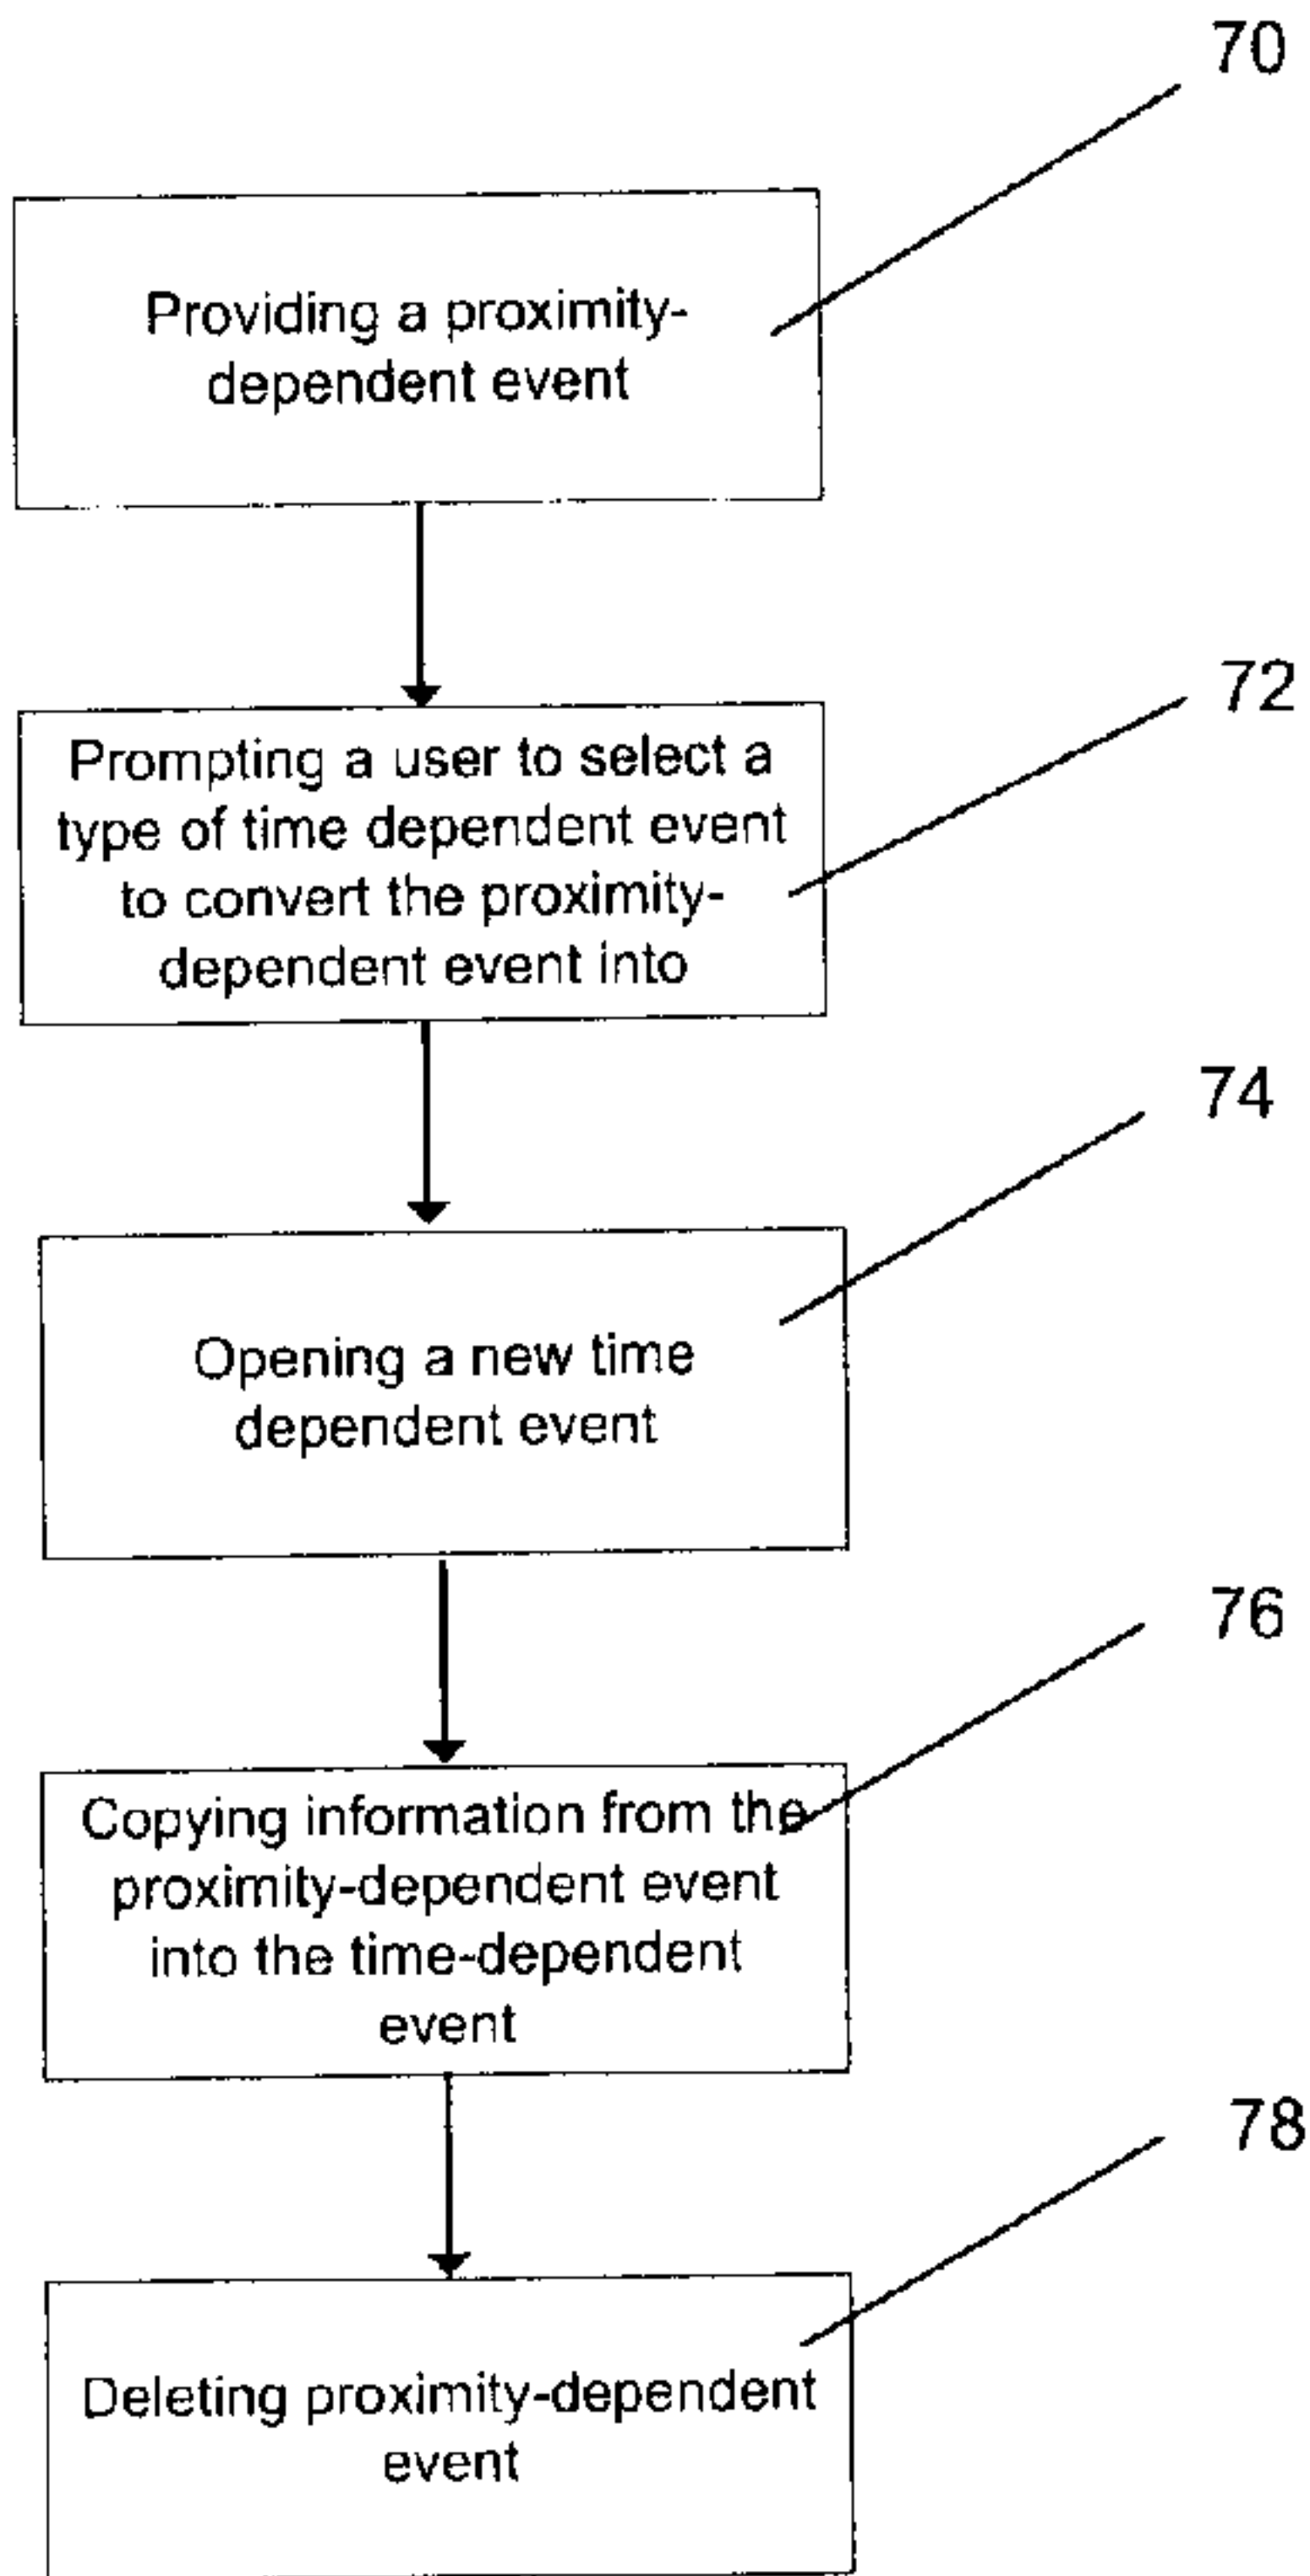 70
Providing a proximity-
dependent event
72
Prompting a user to select a
type of time dependent event
to convert the proximity-
dependent event into
74
Opening a new time
dependent event
76
Copying information from the
proximity-dependent event
into the time-dependent
event
78
Deleting proximity-dependent
event